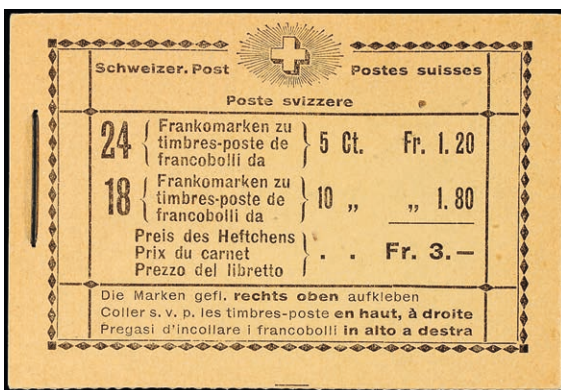 Schweizer. Post Postes suisses
Poste svizzere
24 { Frankomarken zu timbres-poste de francobolli da } 5 Ct. Fr. 1.20
18 { Frankomarken zu timbres-poste de francobolli da } 10 „ „ 1.80
Preis des Heftchens
Prix du carnet
Prezzo del libretto } . . Fr. 3.—
Die Marken gefl. rechts oben aufkleben
Coller s. v. p. les timbres-poste en haut, à droite
Pregasi d'incollare i francobolli in alto a destra